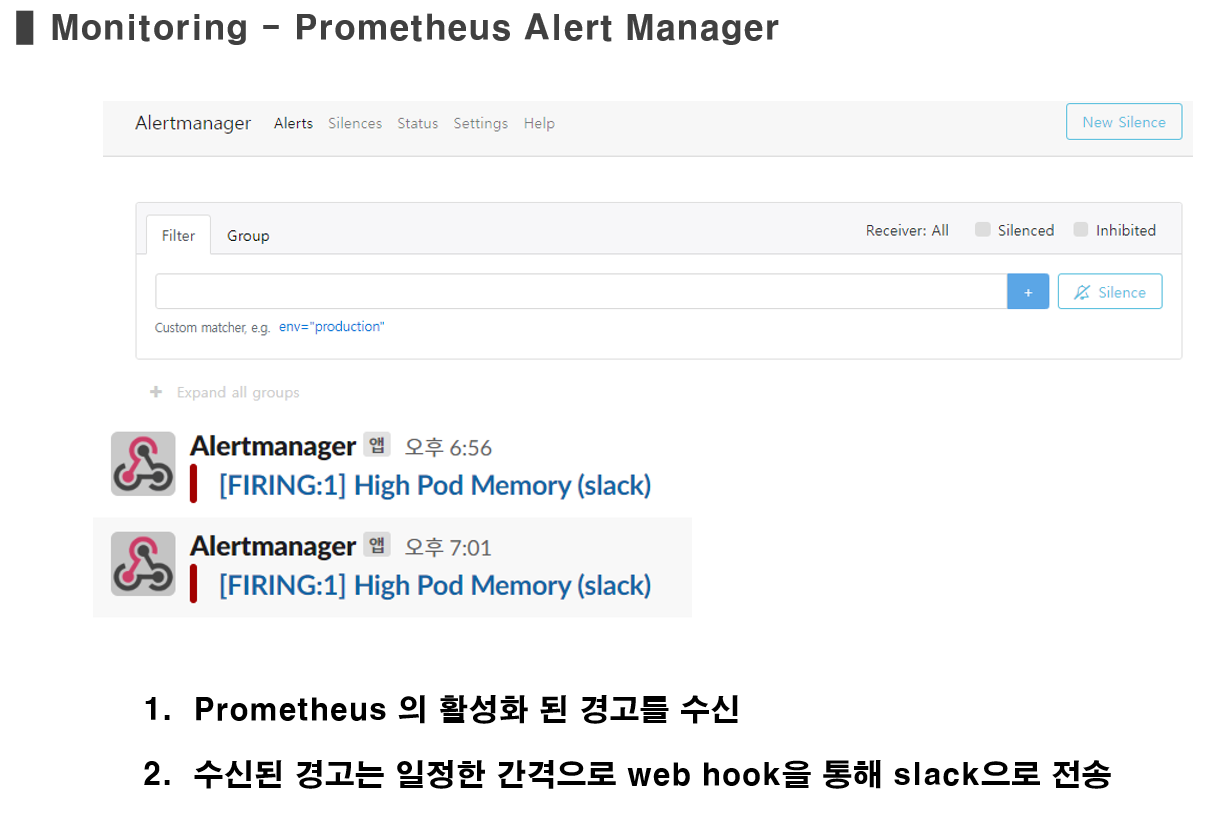 Monitoring - Prometheus Alert Manager
Alertmanager Alerts Silences Status Settings Help New Silence
Filter Group Receiver: All Silenced Inhibited
+ Silence
Custom matcher, e.g. env="production"
+ Expand all groups
Alertmanager 앱 오후 6:56
[FIRING:1] High Pod Memory (slack)
Alertmanager 앱 오후 7:01
[FIRING:1] High Pod Memory (slack)
1. Prometheus 의 활성화 된 경고를 수신
2. 수신된 경고는 일정한 간격으로 web hook을 통해 slack으로 전송